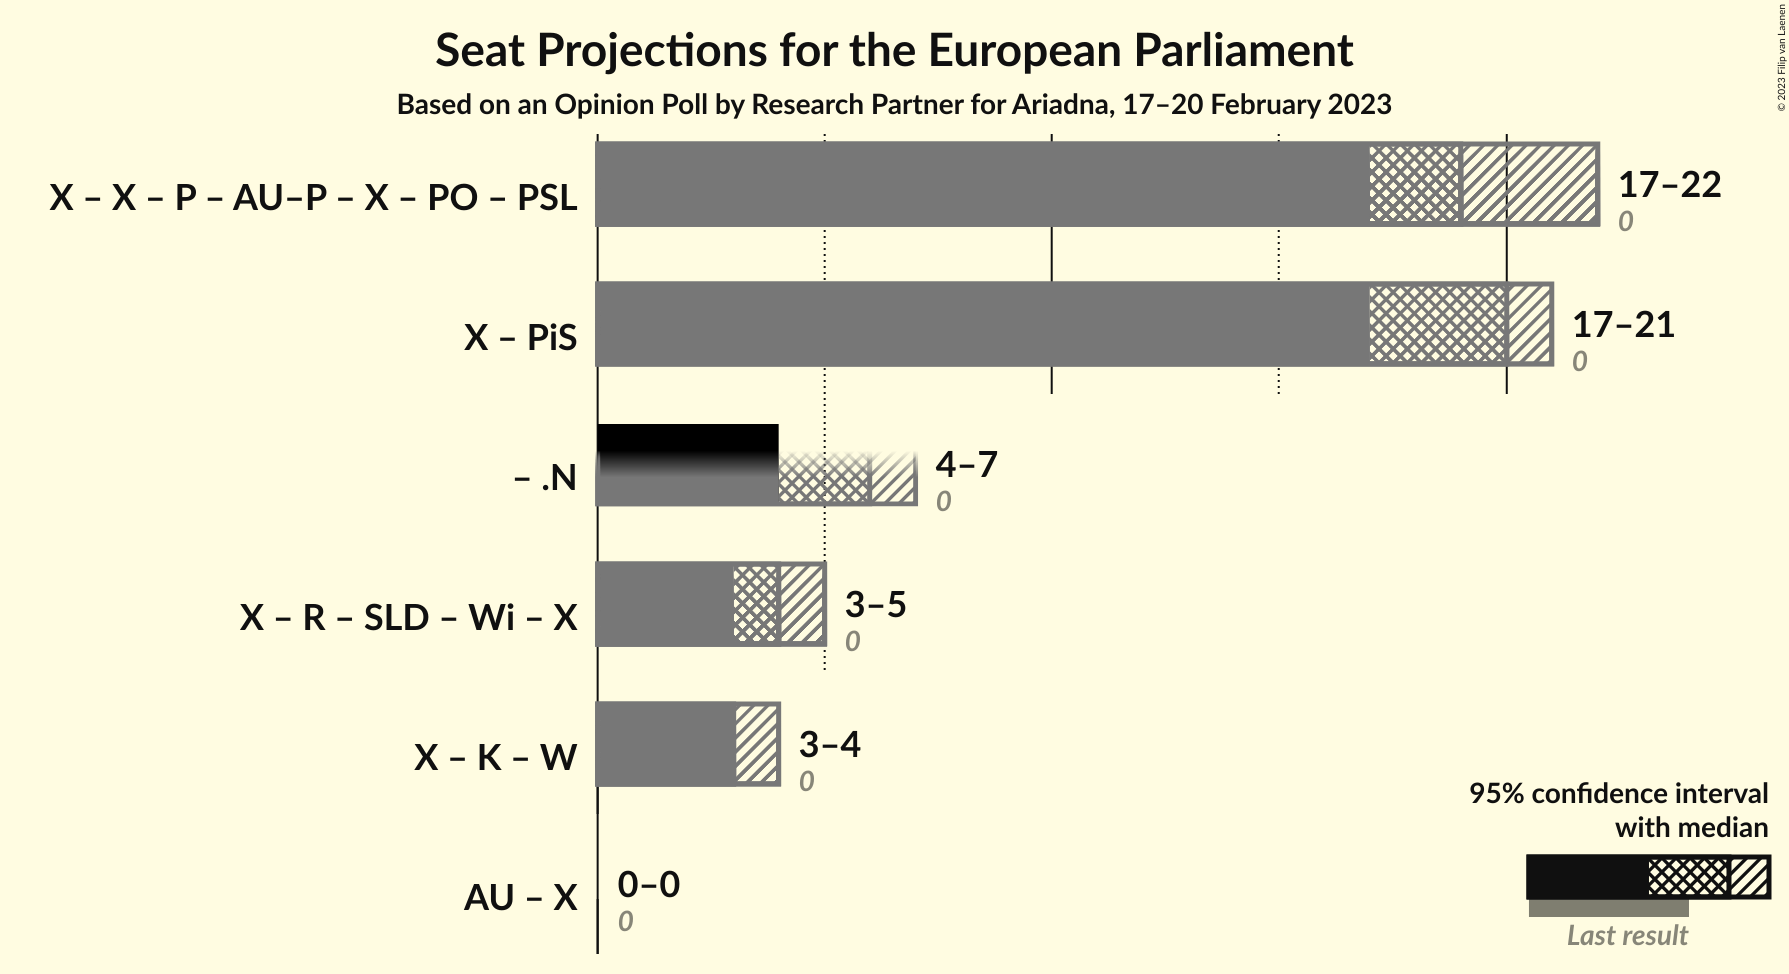 Seat Projections for the European Parliament
Based on an Opinion Poll by Research Partner for Ariadna, 17–20 February 2023
© 2023 Filip van Laenen
X – X – P – AU–P – X – PO – PSL
17–22
0
X – PiS
17–21
0
– .N
4–7
0
X – R – SLD – Wi – X
3–5
0
X – K – W
3–4
0
AU – X
0–0
0
95% confidence interval
with median
Last result